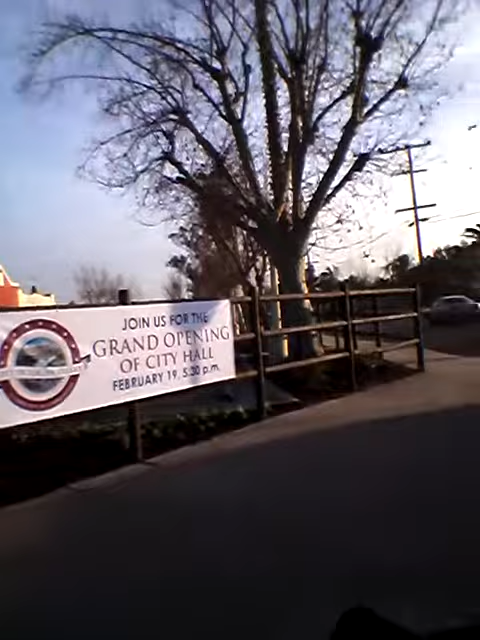 JOIN US FOR THE
GRAND OPENING
OF CITY HALL
FEBRUARY 19, 5:30 p.m.